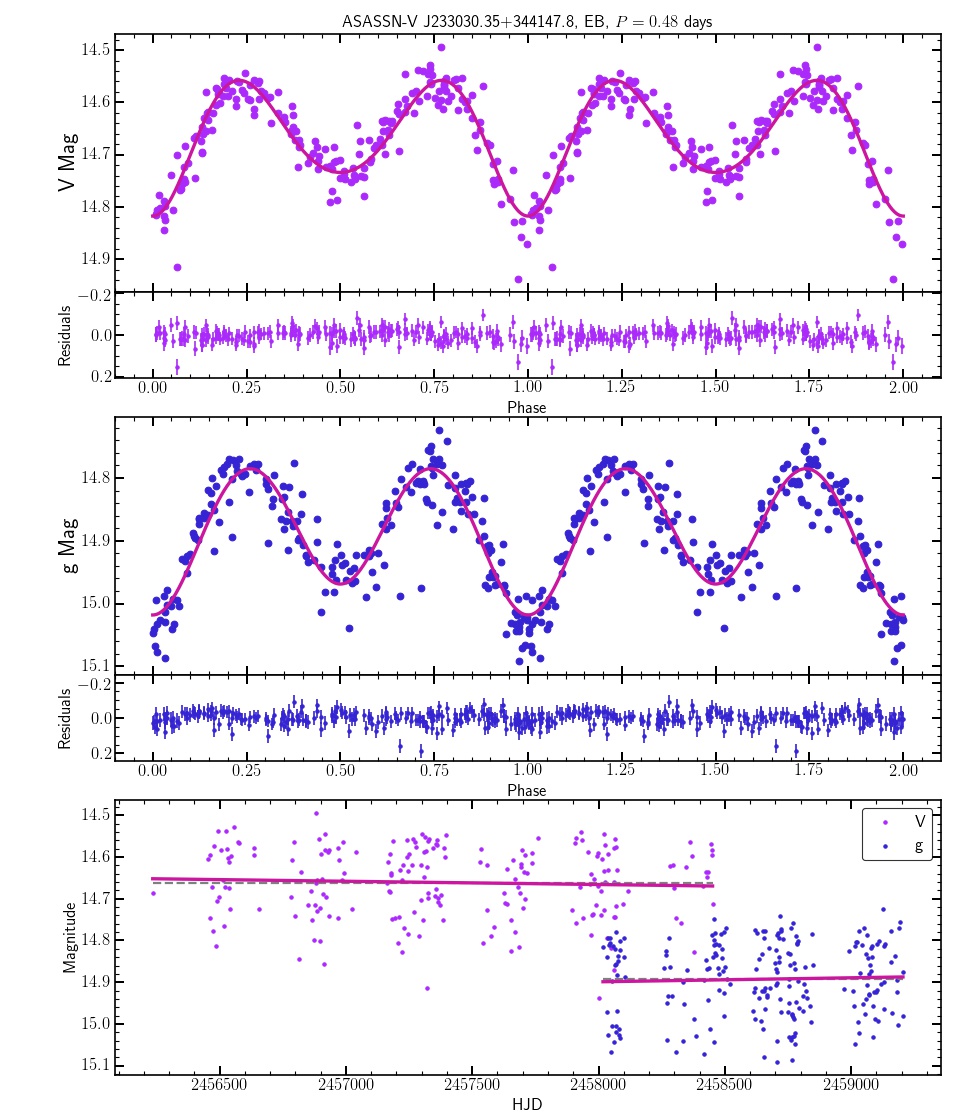 ASASSN-V J233030.35+344147.8, EB, P = 0.48 days
14.5
14.6
14.7
14.8
14.9
V Mag
−0.2
0.0
0.2
Residuals
0.00 0.25 0.50 0.75 1.00 1.25 1.50 1.75 2.00
Phase
14.8
14.9
15.0
15.1
g Mag
−0.2
0.0
0.2
Residuals
0.00 0.25 0.50 0.75 1.00 1.25 1.50 1.75 2.00
Phase
14.5
14.6
14.7
14.8
14.9
15.0
15.1
Magnitude
V
g
2456500 2457000 2457500 2458000 2458500 2459000
HJD